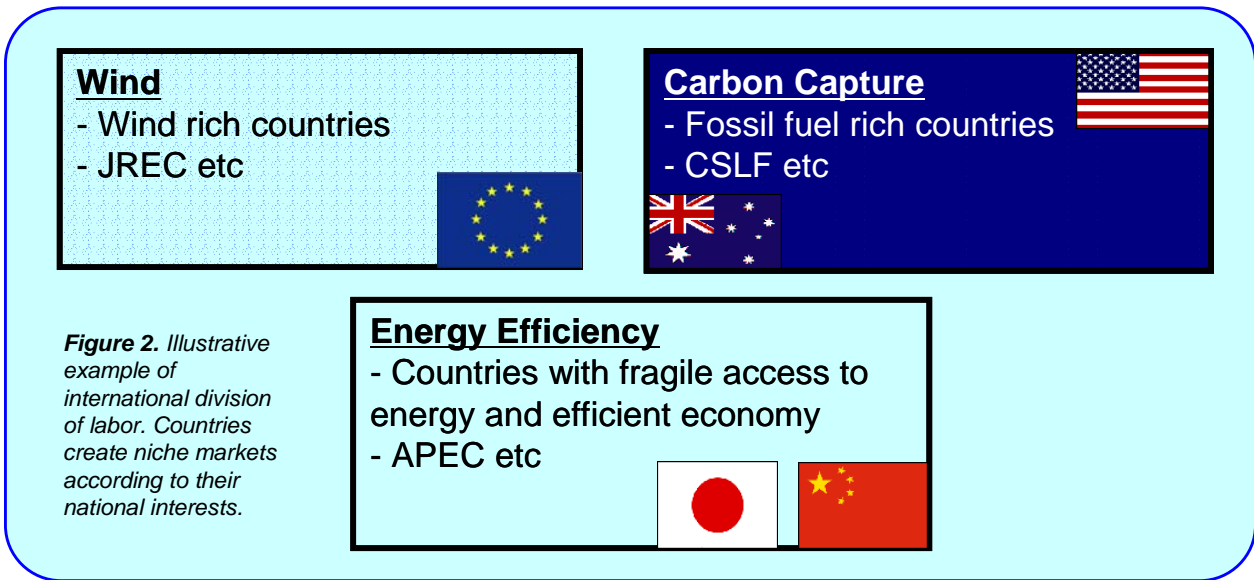 Wind
- Wind rich countries
- JREC etc
Carbon Capture
- Fossil fuel rich countries
- CSLF etc
Figure 2. Illustrative
example of
international division
of labor. Countries
create niche markets
according to their
national interests.
Energy Efficiency
- Countries with fragile access to
energy and efficient economy
- APEC etc